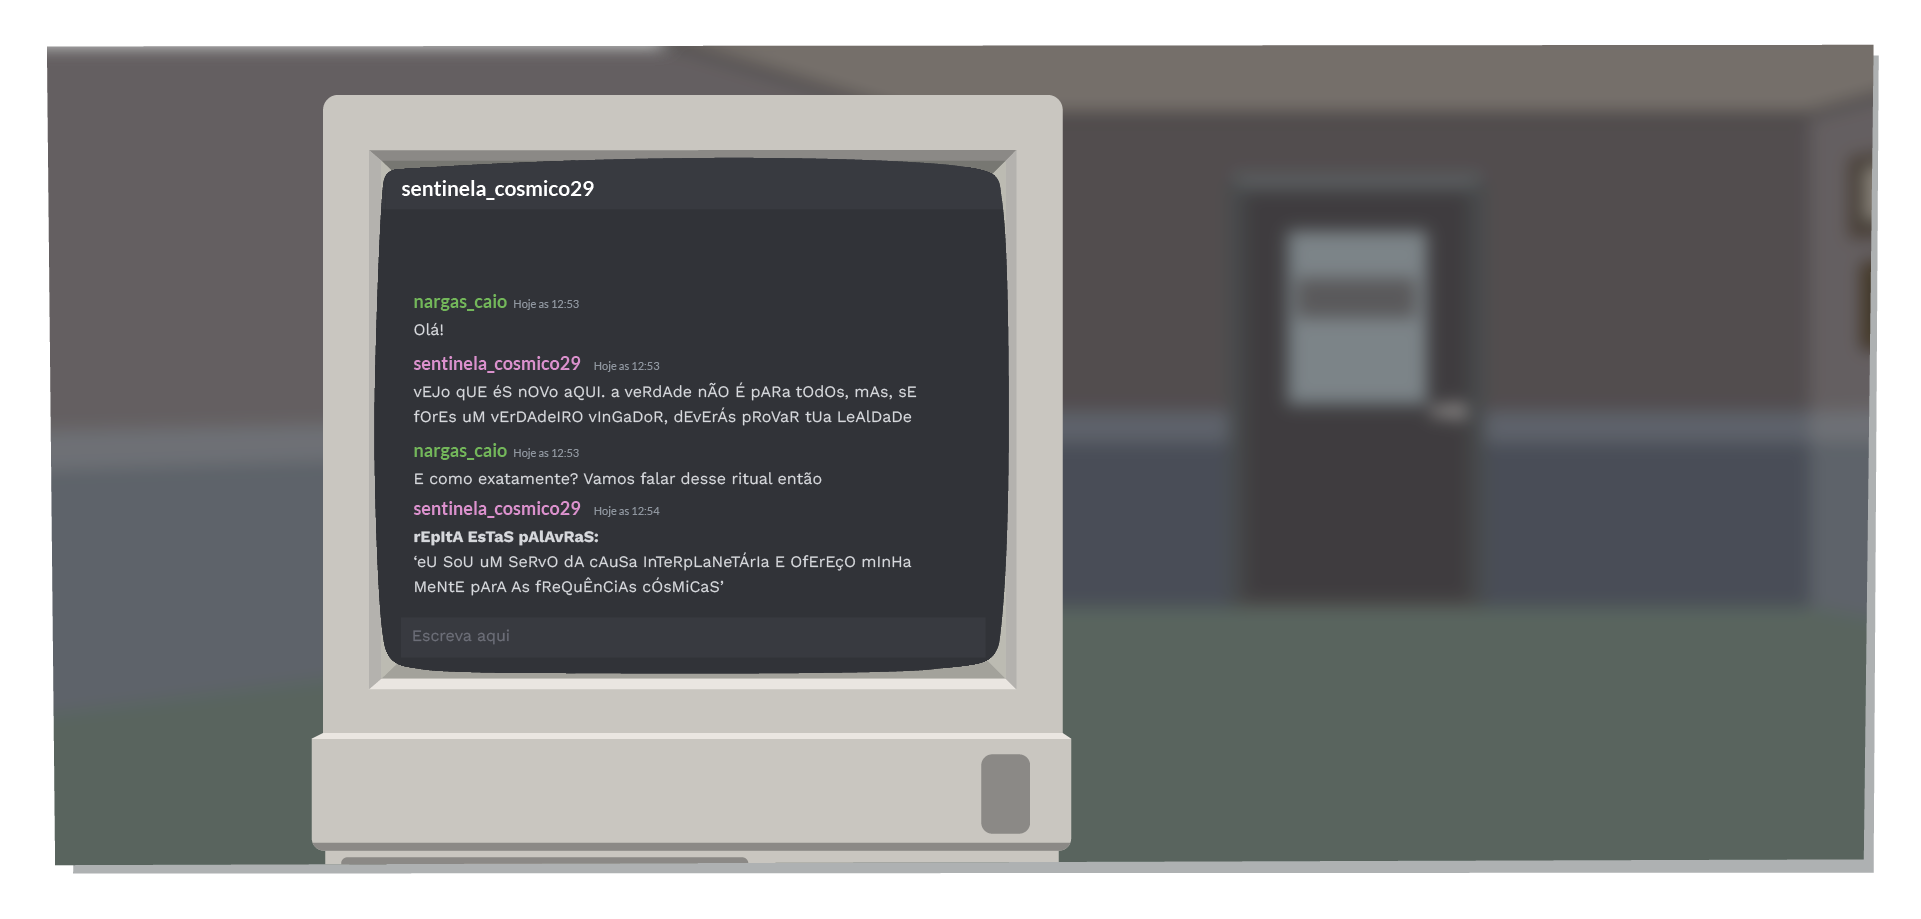 sentinela_cosmico29
nargas_caio Hoje as 12:53
Olá!
sentinela_cosmico29 Hoje as 12:53
vEJo qUE éS nOVo aQUI. a veRdAde nÃO É pARa tOdOs, mAs, sE
fOrEs uM vErDAdeIRO vInGaDoR, dEvErÁs pRoVaR tUa LeAlDaDe
nargas_caio Hoje as 12:53
E como exatamente? Vamos falar desse ritual então
sentinela_cosmico29 Hoje as 12:54
rEpItA EsTaS pAlAvRaS:
‘eU SoU uM SeRvO dA cAuSa InTeRpLaNeTÁrIa E OfErEçO mInHa
MeNtE pArA As fReQuÊnCiAs cÓsMiCaS’
Escreva aqui